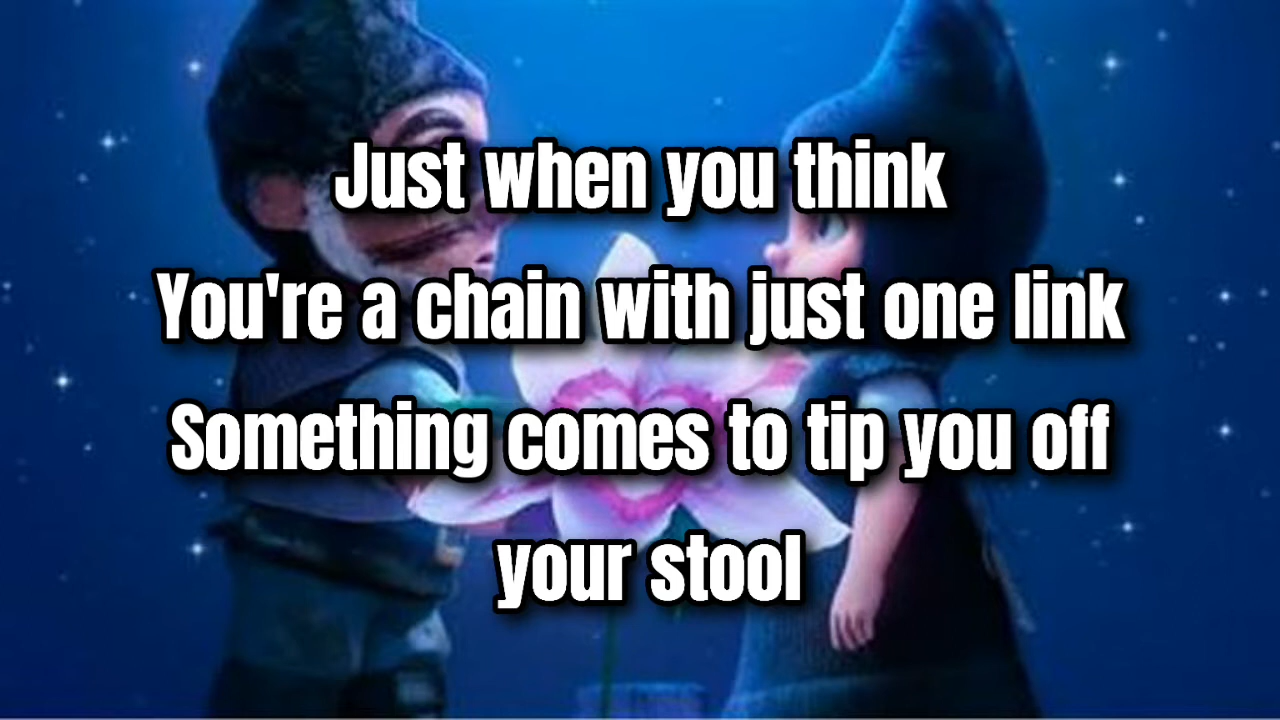 Just when you think
You're a chain with just one link
Something comes to tip you off
your stool